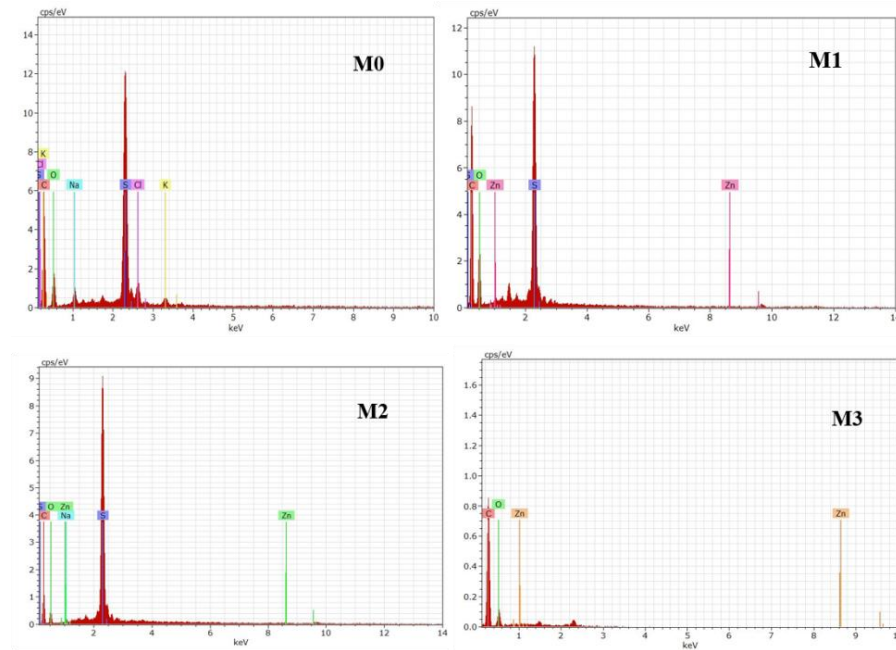 cps/eV
14
M0
12
10
8
K
Cl
S O
6 C Na S Cl K
4
2
0
1 2 3 4 5 6 7 8 9 10
keV
cps/eV
12
M1
10
8
6
S O
C Zn S Zn
4
2
0
2 4 6 8 10 12
keV
cps/eV
9
M2
8
7
6
5
S O Zn
4 C Na S Zn
3
2
1
0
2 4 6 8 10 12 14
keV
cps/eV
1.6
M3
1.4
1.2
1.0
0.8
O
C Zn Zn
0.6
0.4
0.2
0.0
1 2 3 4 5 6 7 8 9
keV